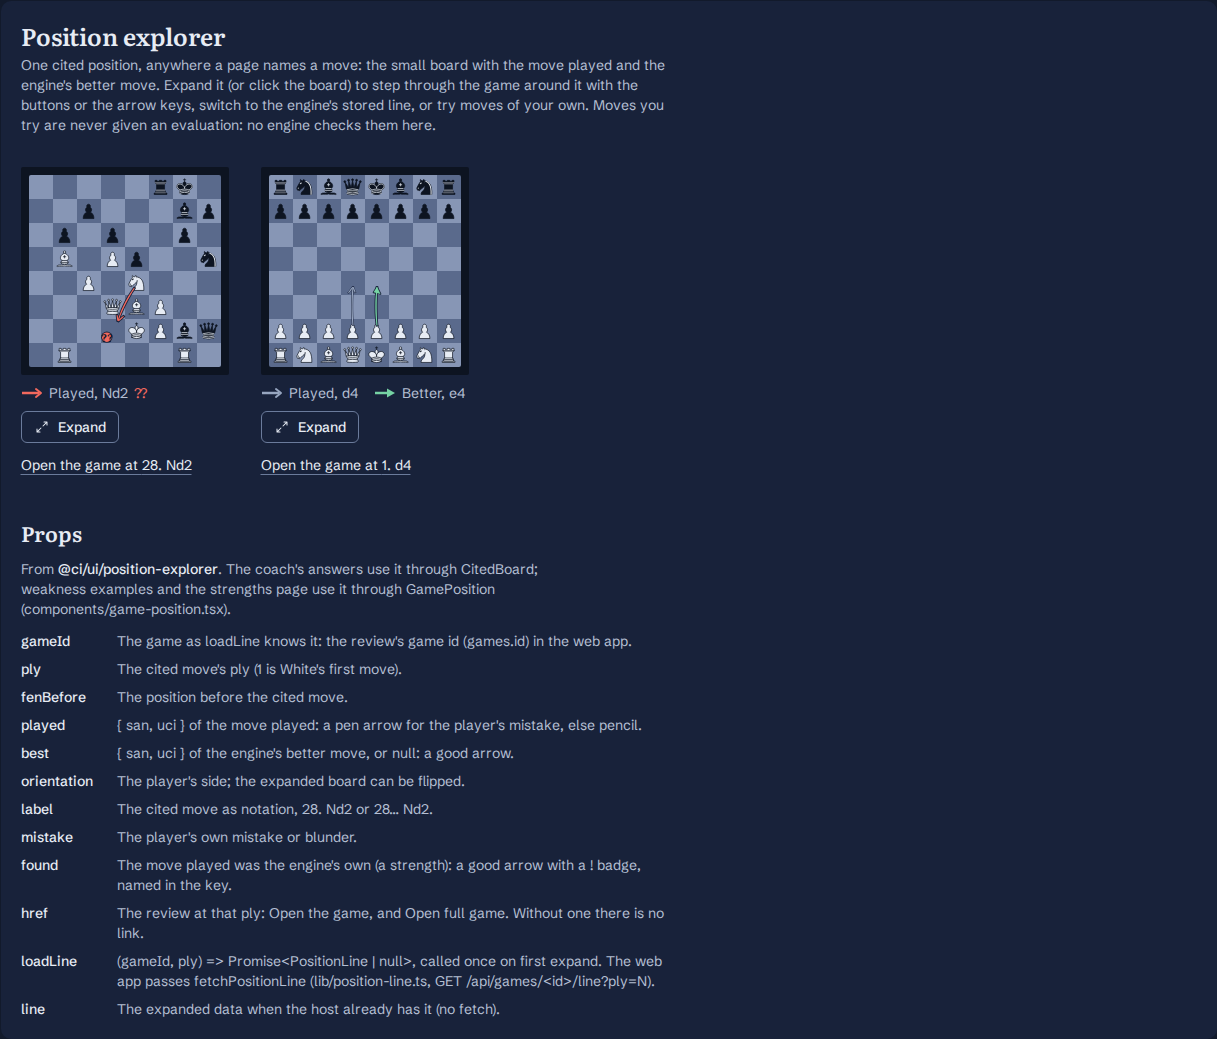 Position explorer
One cited position, anywhere a page names a move: the small board with the move played and the
engine's better move. Expand it (or click the board) to step through the game around it with the
buttons or the arrow keys, switch to the engine's stored line, or try moves of your own. Moves you
try are never given an evaluation: no engine checks them here.
Played, Nd2 ??
Played, d4 Better, e4
Expand
Expand
Open the game at 28. Nd2
Open the game at 1. d4
Props
From @ci/ui/position-explorer. The coach's answers use it through CitedBoard;
weakness examples and the strengths page use it through GamePosition
(components/game-position.tsx).
gameId The game as loadLine knows it: the review's game id (games.id) in the web app.
ply The cited move's ply (1 is White's first move).
fenBefore The position before the cited move.
played { san, uci } of the move played: a pen arrow for the player's mistake, else pencil.
best { san, uci } of the engine's better move, or null: a good arrow.
orientation The player's side; the expanded board can be flipped.
label The cited move as notation, 28. Nd2 or 28... Nd2.
mistake The player's own mistake or blunder.
found The move played was the engine's own (a strength): a good arrow with a ! badge,
named in the key.
href The review at that ply: Open the game, and Open full game. Without one there is no
link.
loadLine (gameId, ply) => Promise<PositionLine | null>, called once on first expand. The web
app passes fetchPositionLine (lib/position-line.ts, GET /api/games/<id>/line?ply=N).
line The expanded data when the host already has it (no fetch).